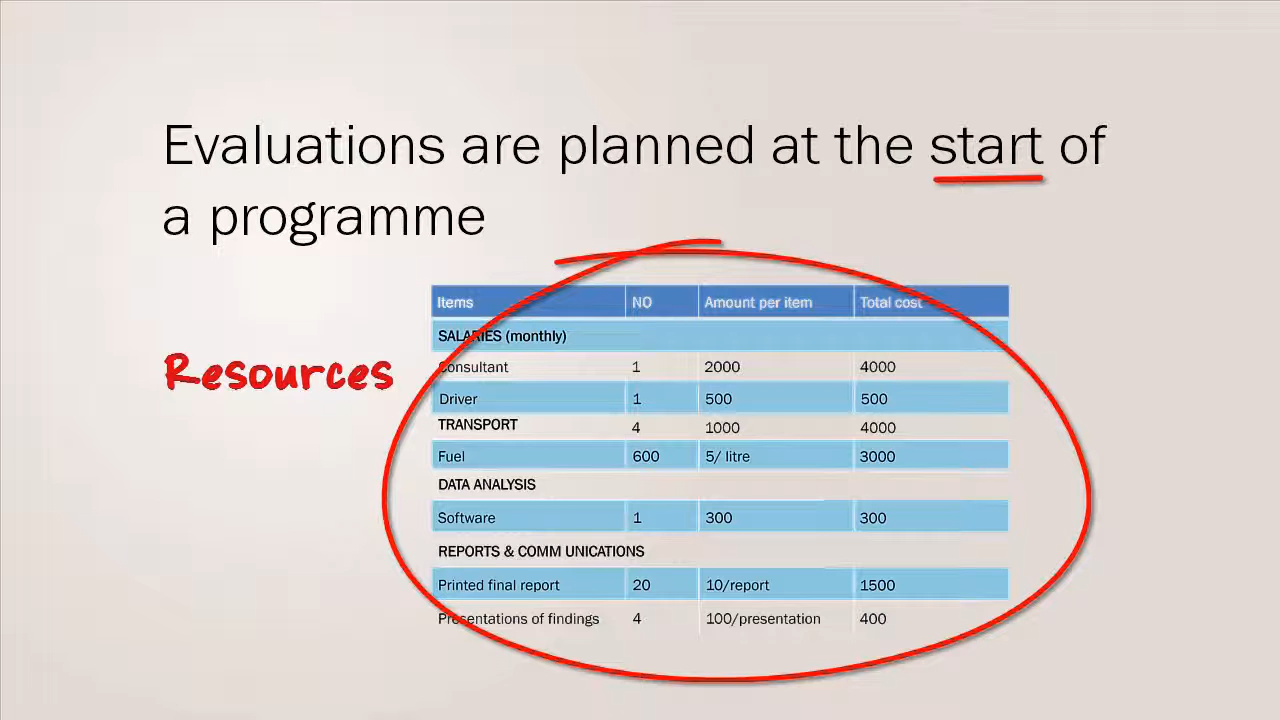 Evaluations are planned at the start of
a programme
Resources
Items NO Amount per item Total cost
SALARIES (monthly)
Consultant 1 2000 4000
Driver 1 500 500
TRANSPORT 4 1000 4000
Fuel 600 5/ litre 3000
DATA ANALYSIS
Software 1 300 300
REPORTS & COMM UNICATIONS
Printed final report 20 10/report 1500
Presentations of findings 4 100/presentation 400